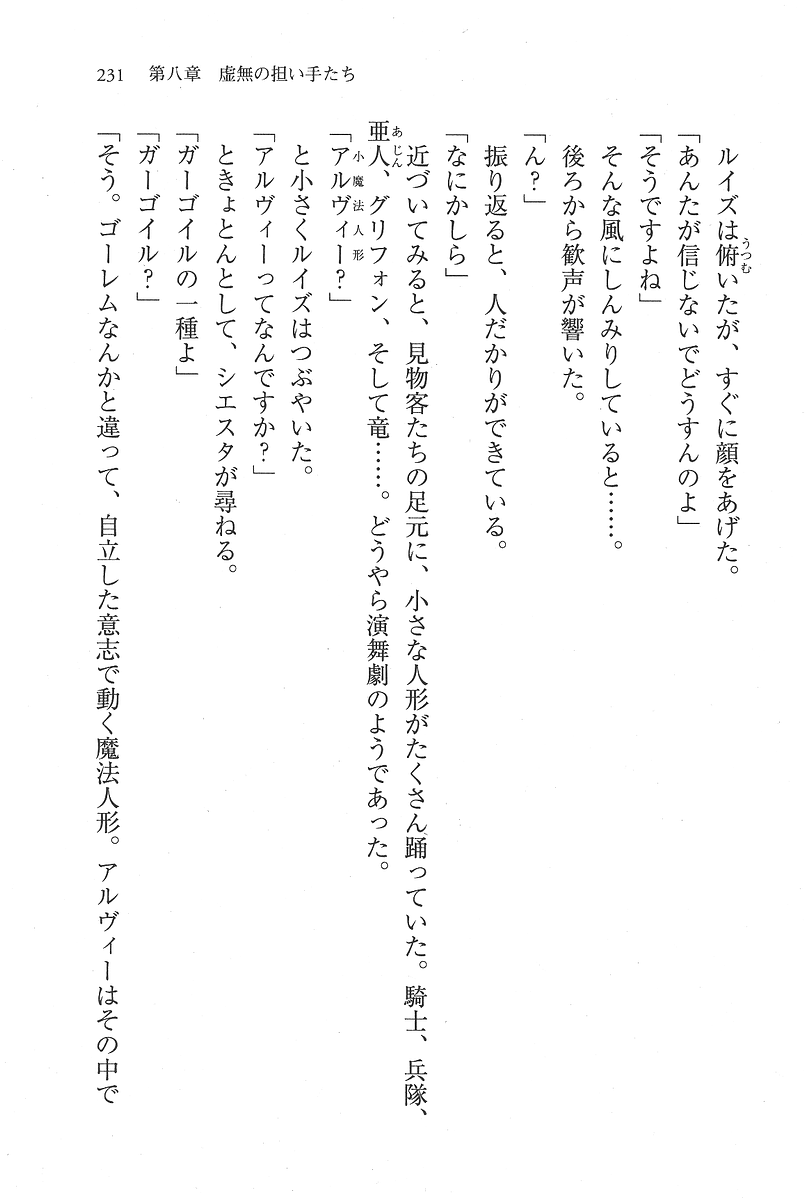 231　第八章　虚無の担い手たち
ルイズは俯いたが、すぐに顔をあげた。
「あんたが信じないでどうすんのよ」
「そうですよね」
そんな風にしんみりしていると……。
後ろから歓声が響いた。
「ん？」
振り返ると、人だかりができている。
「なにかしら」
近づいてみると、見物客たちの足元に、小さな人形がたくさん踊っていた。騎士、兵隊、
亜人、グリフォン、そして竜……。どうやら演舞劇のようであった。
「アルヴィー？」
と小さくルイズはつぶやいた。
「アルヴィーってなんですか？」
ときょとんとして、シエスタが尋ねる。
「ガーゴイルの一種よ」
「ガーゴイル？」
「そう。ゴーレムなんかと違って、自立した意志で動く魔法人形。アルヴィーはその中で
うつむ
あじん
小魔法人形